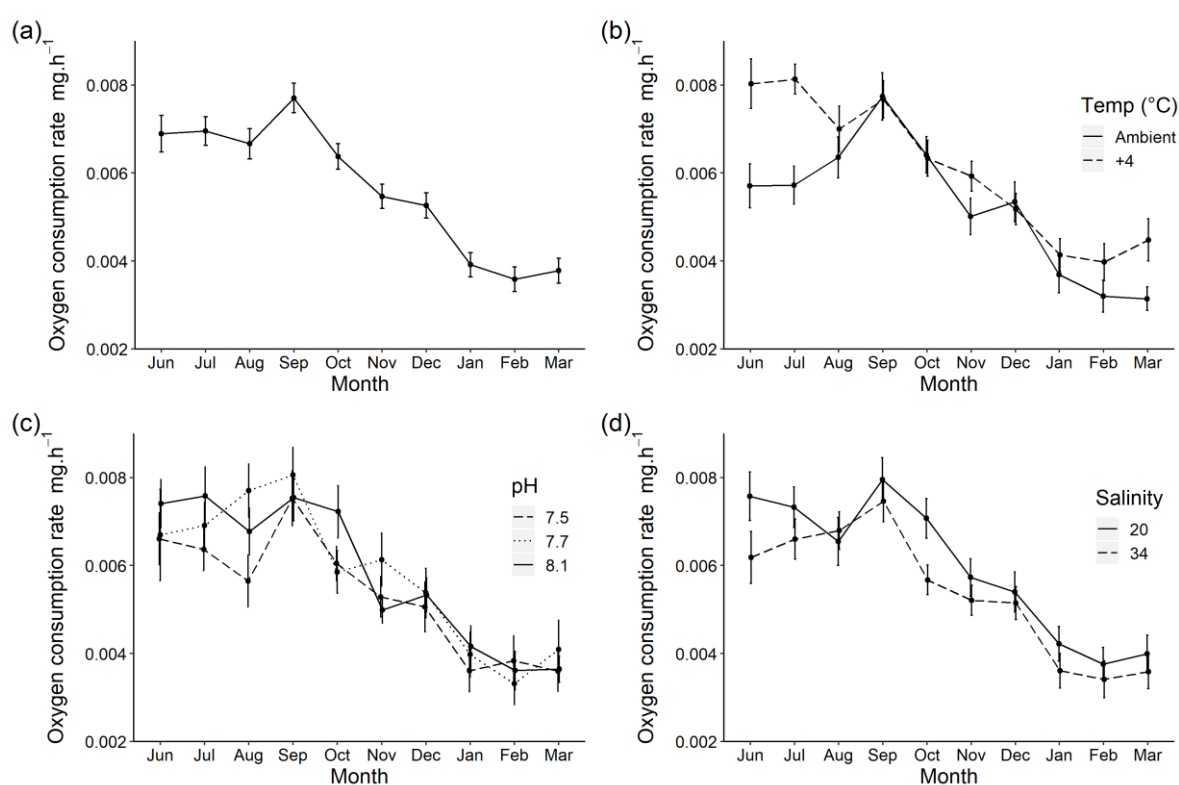 (a)
Oxygen consumption rate mg.h⁻¹
0.008
0.006
0.004
0.002
Jun Jul Aug Sep Oct Nov Dec Jan Feb Mar
Month
(b)
Oxygen consumption rate mg.h⁻¹
0.008
0.006
0.004
0.002
Jun Jul Aug Sep Oct Nov Dec Jan Feb Mar
Month
Temp (°C)
Ambient
+4
(c)
Oxygen consumption rate mg.h⁻¹
0.008
0.006
0.004
0.002
Jun Jul Aug Sep Oct Nov Dec Jan Feb Mar
Month
pH
7.5
7.7
8.1
(d)
Oxygen consumption rate mg.h⁻¹
0.008
0.006
0.004
0.002
Jun Jul Aug Sep Oct Nov Dec Jan Feb Mar
Month
Salinity
20
34